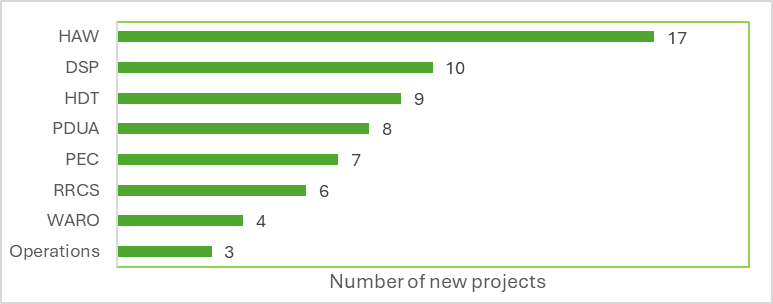 HAW 17
DSP 10
HDT 9
PDUA 8
PEC 7
RRCS 6
WARO 4
Operations 3
Number of new projects